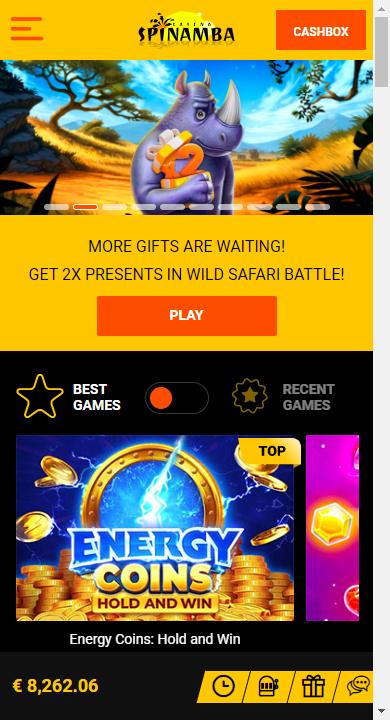 CASINO
SPINAMBA
CASHBOX
x2
MORE GIFTS ARE WAITING!
GET 2X PRESENTS IN WILD SAFARI BATTLE!
PLAY
BEST
GAMES
RECENT
GAMES
TOP
ENERGY
COINS
HOLD AND WIN
Energy Coins: Hold and Win
€ 8,262.06